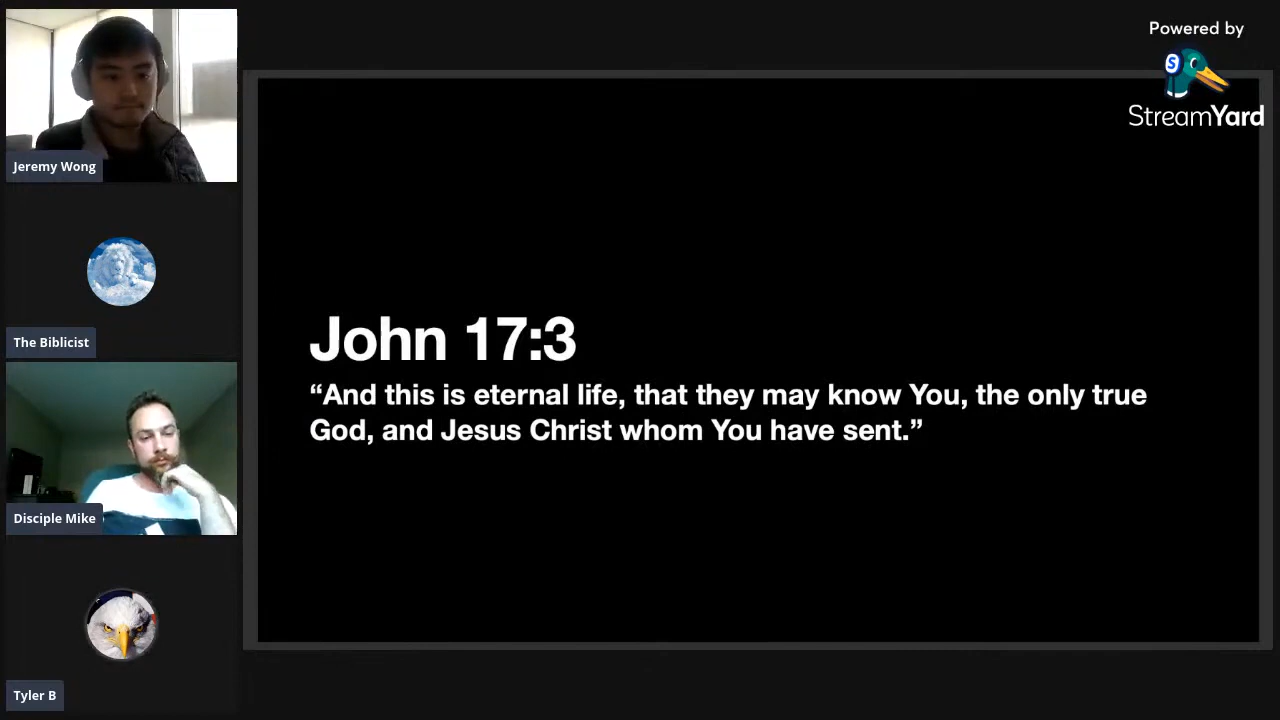 Powered by
StreamYard
Jeremy Wong
The Biblicist
Disciple Mike
Tyler B
John 17:3
“And this is eternal life, that they may know You, the only true
God, and Jesus Christ whom You have sent.”